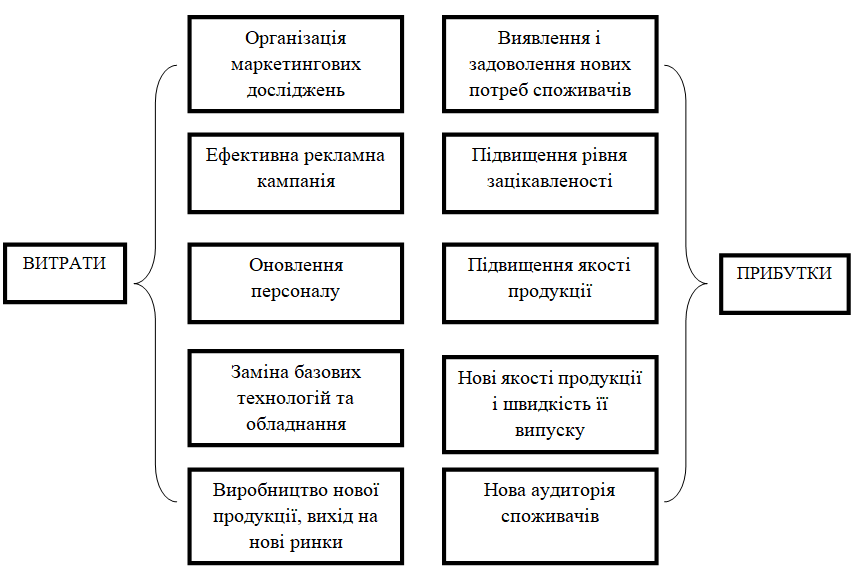 Організація
маркетингових
досліджень
Виявлення і
задоволення нових
потреб споживачів
Ефективна рекламна
кампанія
Підвищення рівня
зацікавленості
ВИТРАТИ
Оновлення
персоналу
Підвищення якості
продукції
ПРИБУТКИ
Заміна базових
технологій та
обладнання
Нові якості продукції
і швидкість її
випуску
Виробництво нової
продукції, вихід на
нові ринки
Нова аудиторія
споживачів